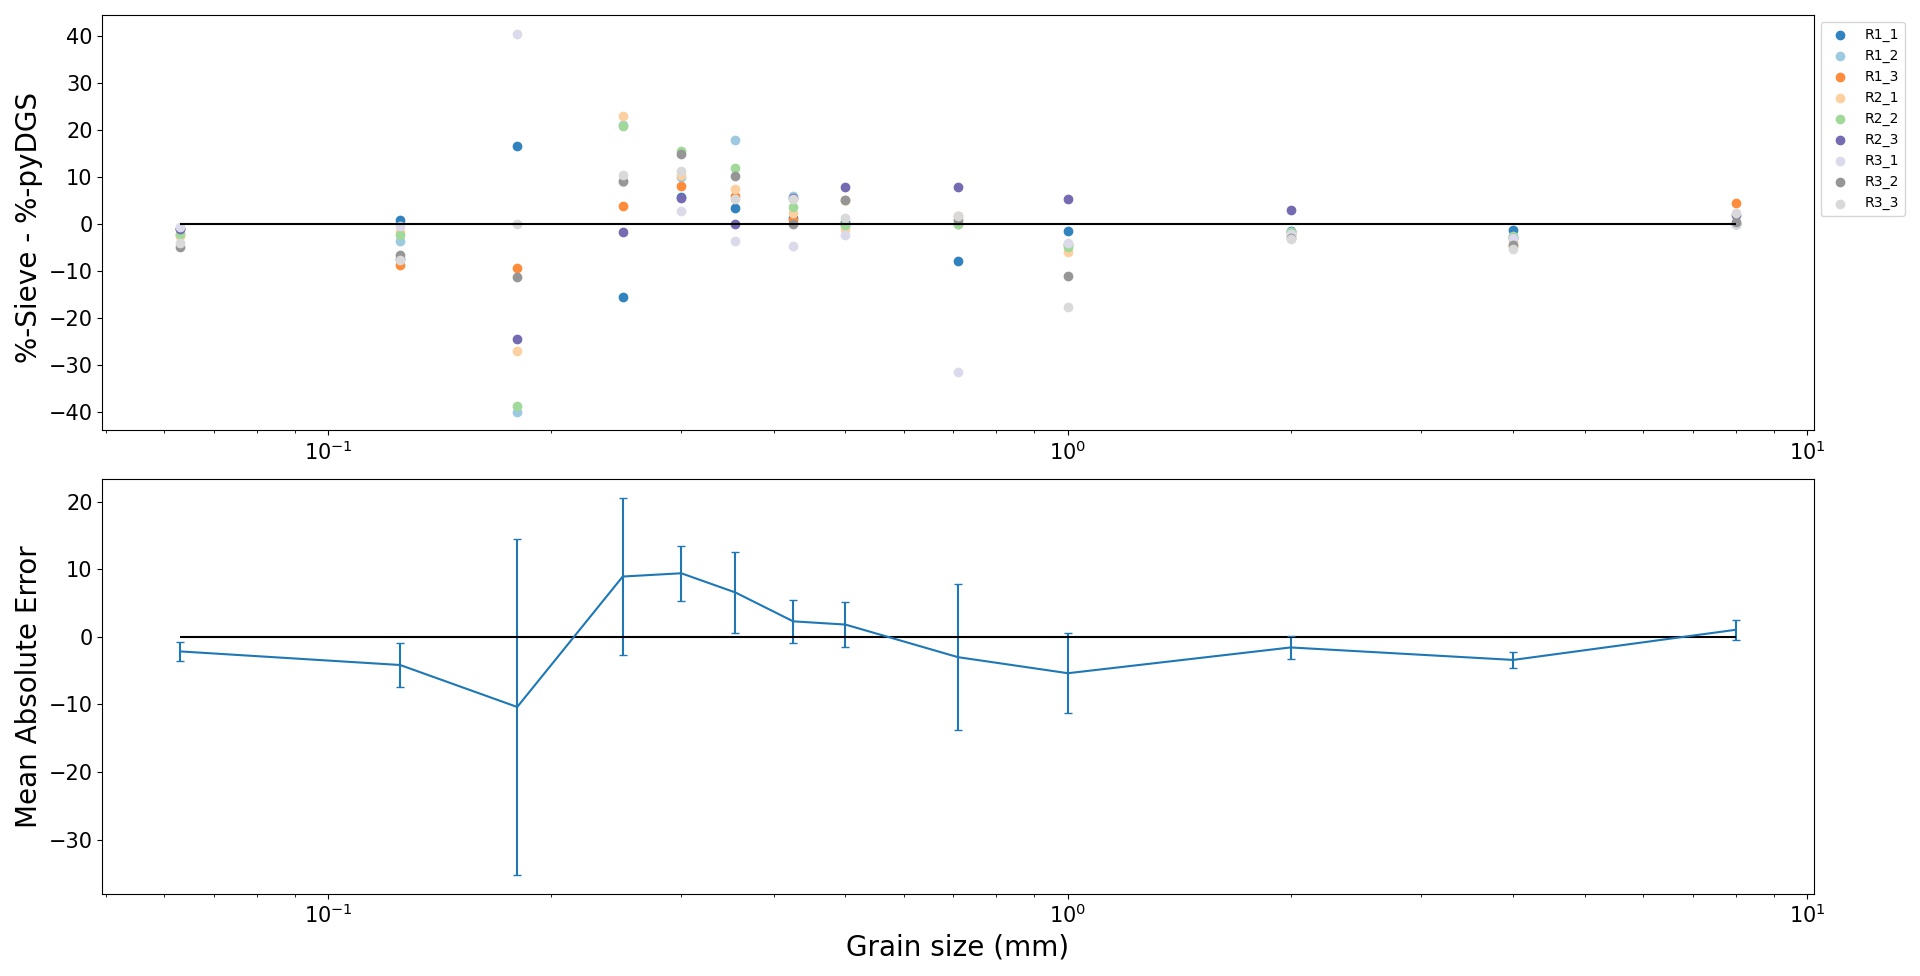 %-Sieve - %-pyDGS
40
30
20
10
0
−10
−20
−30
−40
10⁻¹
10⁰
10¹
R1_1
R1_2
R1_3
R2_1
R2_2
R2_3
R3_1
R3_2
R3_3
Mean Absolute Error
20
10
0
−10
−20
−30
10⁻¹
10⁰
10¹
Grain size (mm)